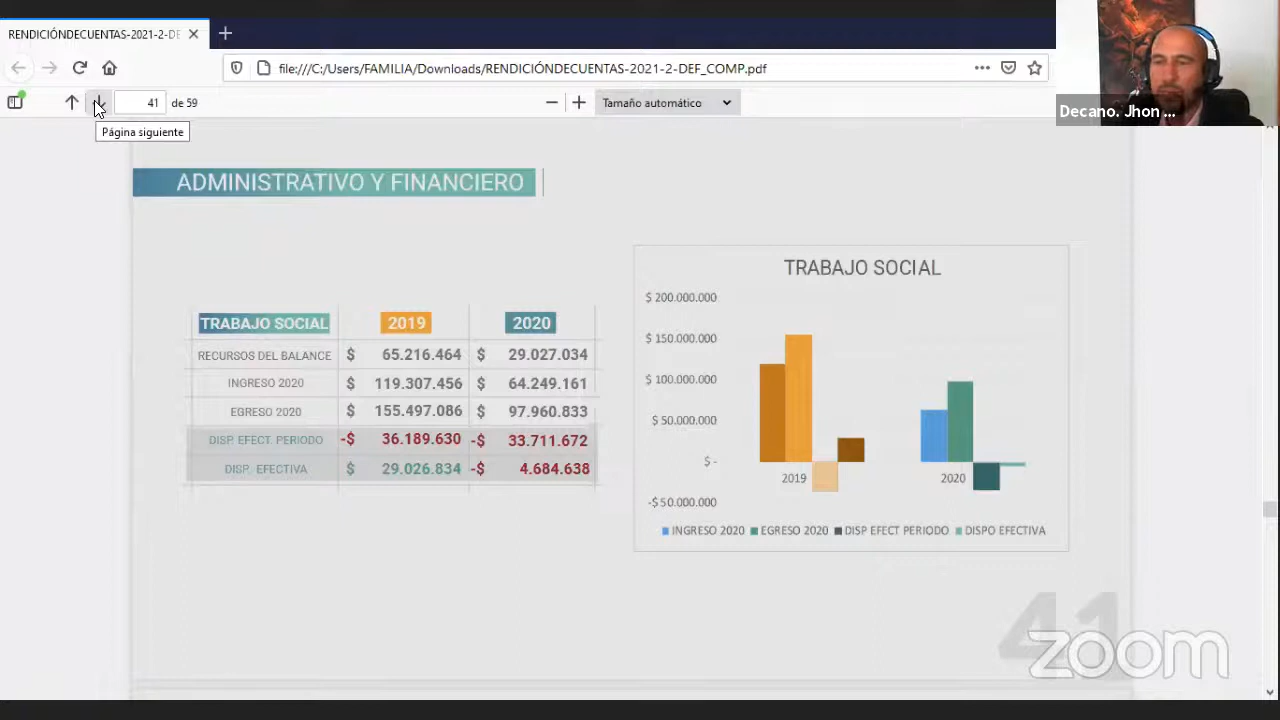 RENDICIÓNDECUENTAS-2021-2-DE
file:///C:/Users/FAMILIA/Downloads/RENDICIÓNDECUENTAS-2021-2-DEF_COMP.pdf
41 de 59
Tamaño automático
Página siguiente
Decano. Jhon ...
ADMINISTRATIVO Y FINANCIERO
TRABAJO SOCIAL 2019 2020
RECURSOS DEL BALANCE $ 65.216.464 $ 29.027.034
INGRESO 2020 $ 119.307.456 $ 64.249.161
EGRESO 2020 $ 155.497.086 $ 97.960.833
DISP. EFECT. PERIODO -$ 36.189.630 -$ 33.711.672
DISP. EFECTIVA $ 29.026.834 -$ 4.684.638
TRABAJO SOCIAL
$ 200.000.000
$ 150.000.000
$ 100.000.000
$ 50.000.000
$ -
-$ 50.000.000
2019 2020
INGRESO 2020 EGRESO 2020 DISP EFECT PERIODO DISPO EFECTIVA
41
zoom